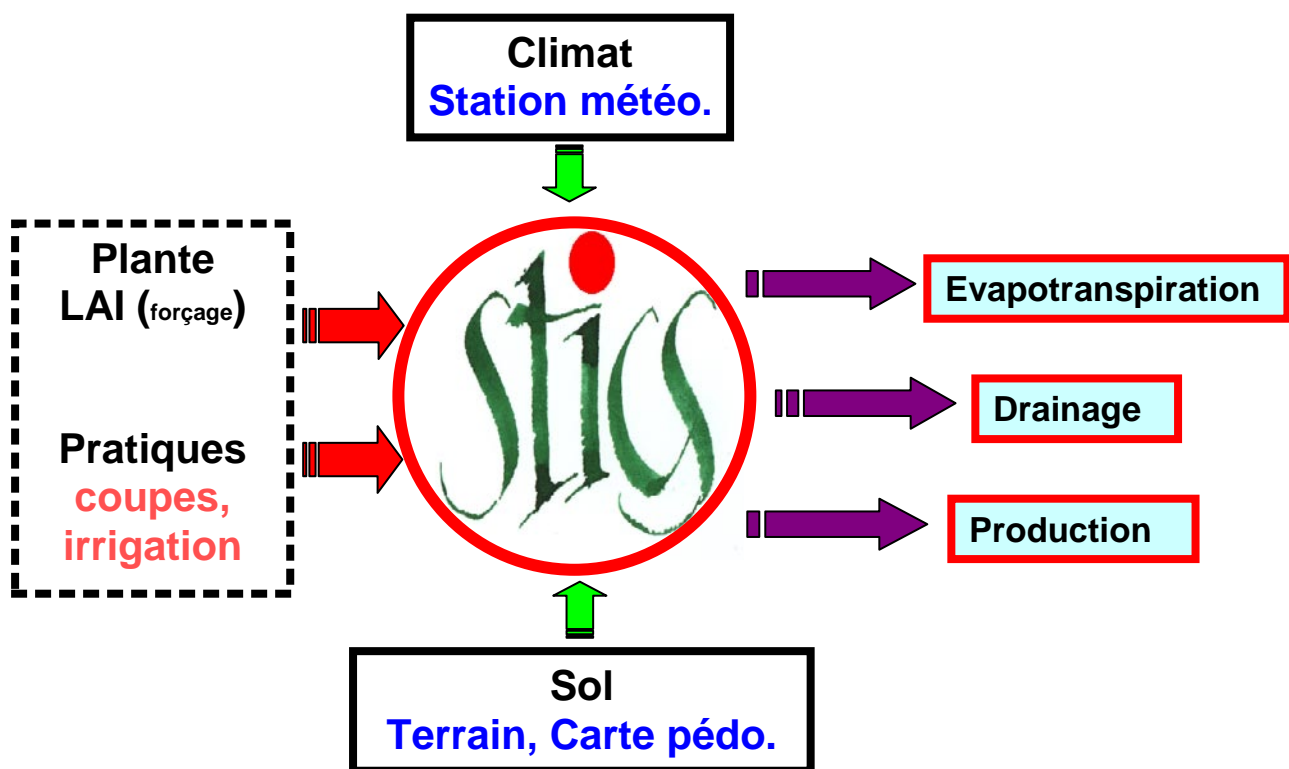 Climat
Station météo.
Plante
LAI (forçage)
Pratiques
coupes,
irrigation
stics
Evapotranspiration
Drainage
Production
Sol
Terrain, Carte pédo.